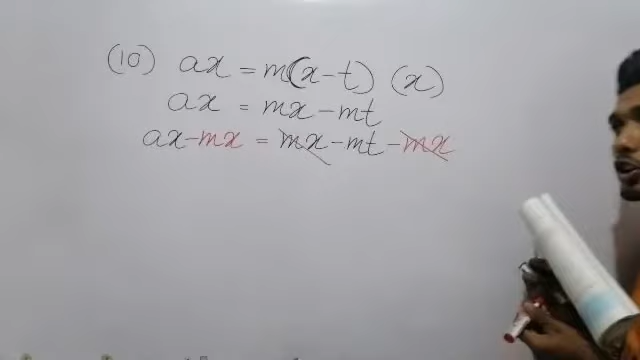 (10) ax = m(x-t) (x)
ax = mx-mt
ax-mx = mx-mt-mx